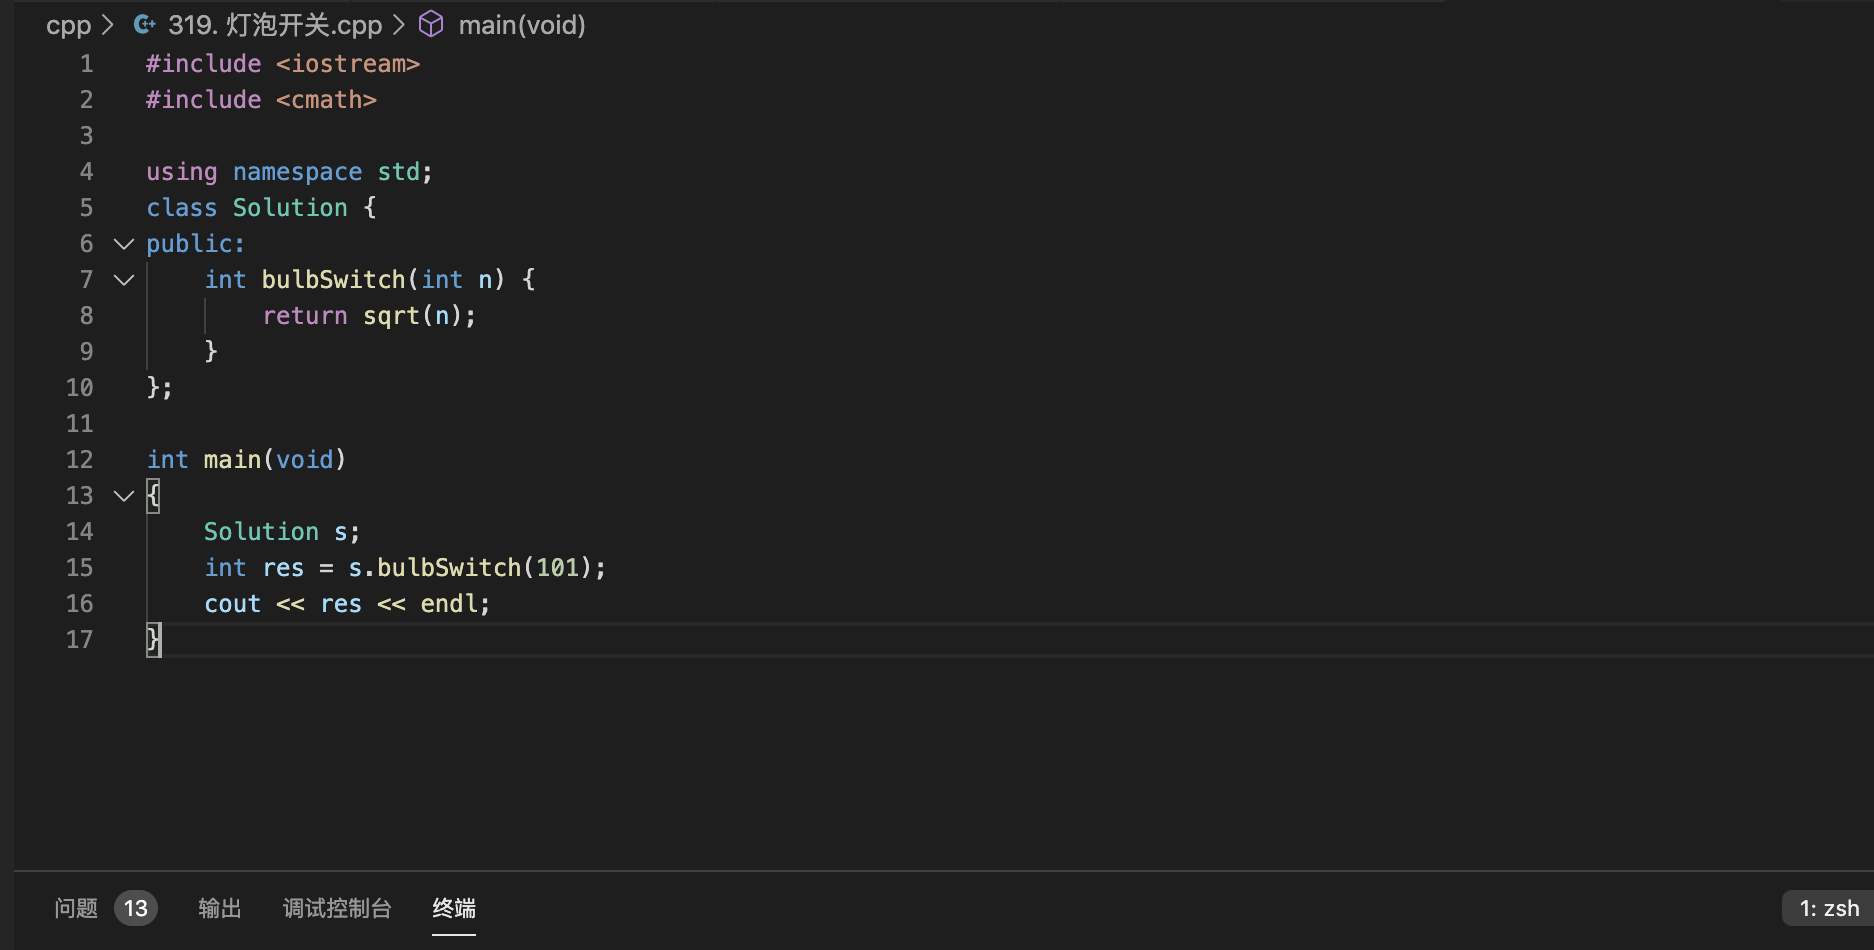 cpp > 319. 灯泡开关.cpp > main(void)
1 #include <iostream>
2 #include <cmath>
3
4 using namespace std;
5 class Solution {
6 public:
7     int bulbSwitch(int n) {
8         return sqrt(n);
9     }
10 };
11
12 int main(void)
13 {
14     Solution s;
15     int res = s.bulbSwitch(101);
16     cout << res << endl;
17 }
问题 13 输出 调试控制台 终端 1: zsh